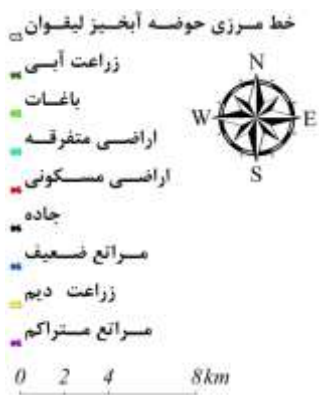 خط مرزی حوضه آبخیز لیقوان
زراعت آبی
باغات
اراضی متفرقه
اراضی مسکونی
جاده
مراتع ضعیف
زراعت دیم
مراتع متراکم
N
W E
S
0 2 4 8km